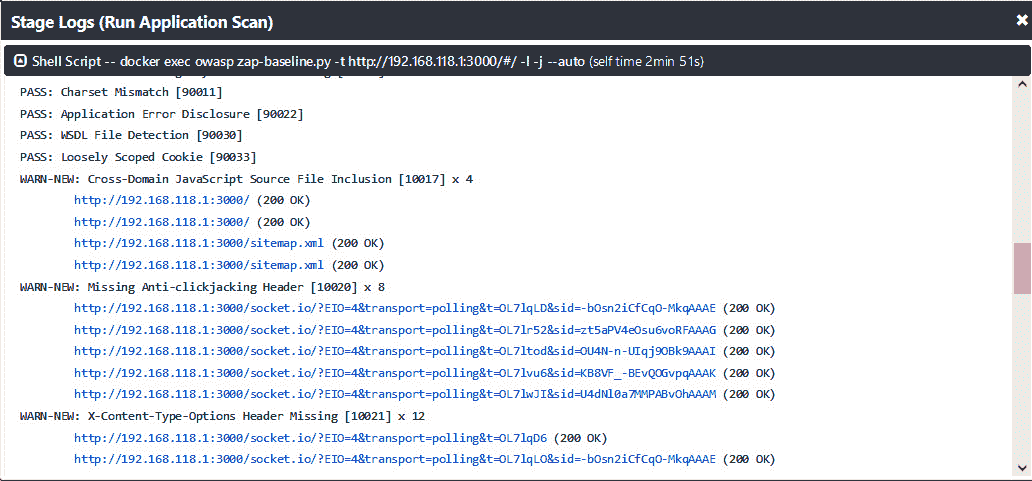 Stage Logs (Run Application Scan)
Shell Script -- docker exec owasp zap-baseline.py -t http://192.168.118.1:3000/#/ -I -j --auto (self time 2min 51s)
PASS: Charset Mismatch [90011]
PASS: Application Error Disclosure [90022]
PASS: WSDL File Detection [90030]
PASS: Loosely Scoped Cookie [90033]
WARN-NEW: Cross-Domain JavaScript Source File Inclusion [10017] x 4
http://192.168.118.1:3000/ (200 OK)
http://192.168.118.1:3000/ (200 OK)
http://192.168.118.1:3000/sitemap.xml (200 OK)
http://192.168.118.1:3000/sitemap.xml (200 OK)
WARN-NEW: Missing Anti-clickjacking Header [10020] x 8
http://192.168.118.1:3000/socket.io/?EIO=4&transport=polling&t=OL7lqLD&sid=-bOsn2iCfCqO-MkqAAAE (200 OK)
http://192.168.118.1:3000/socket.io/?EIO=4&transport=polling&t=OL7lr52&sid=zt5aPV4eOsu6voRFAAAG (200 OK)
http://192.168.118.1:3000/socket.io/?EIO=4&transport=polling&t=OL7ltod&sid=OU4N-n-UIqj9OBk9AAAI (200 OK)
http://192.168.118.1:3000/socket.io/?EIO=4&transport=polling&t=OL7lvu6&sid=KB8VF_-BEvQOGvpqAAAK (200 OK)
http://192.168.118.1:3000/socket.io/?EIO=4&transport=polling&t=OL7lwJI&sid=U4dNl0a7MMPABvOhAAAM (200 OK)
WARN-NEW: X-Content-Type-Options Header Missing [10021] x 12
http://192.168.118.1:3000/socket.io/?EIO=4&transport=polling&t=OL7lqD6 (200 OK)
http://192.168.118.1:3000/socket.io/?EIO=4&transport=polling&t=OL7lqLO&sid=-bOsn2iCfCqO-MkqAAAE (200 OK)